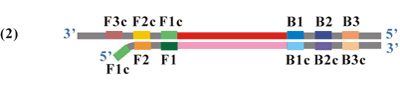 F3c F2c F1c B1 B2 B3
(2) 3' 5'
3'
5' F2 F1 B1c B2c B3c
F1c